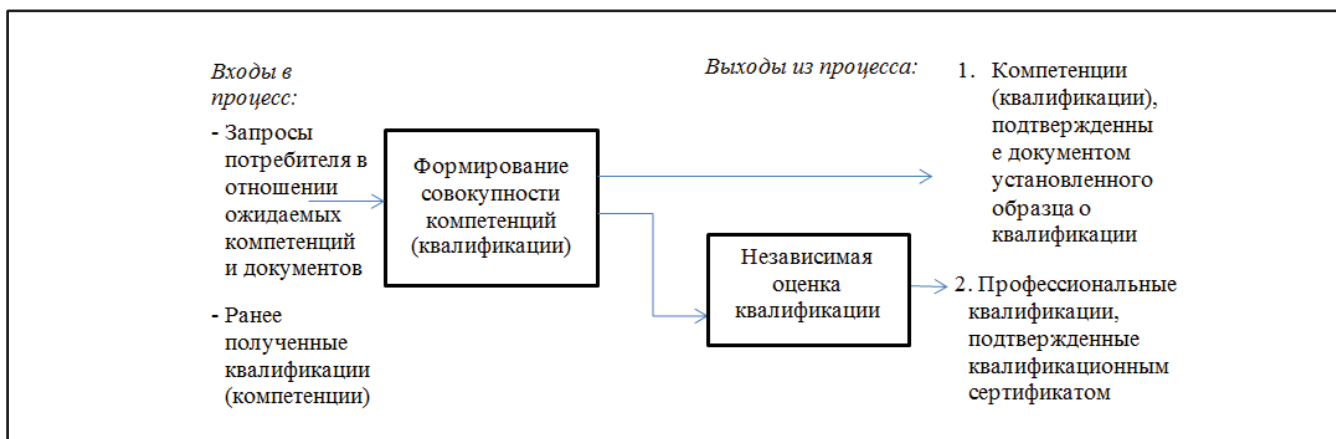 Входы в
процесс:
- Запросы
потребителя в
отношении
ожидаемых
компетенций
и документов
- Ранее
полученные
квалификации
(компетенции)
Формирование
совокупности
компетенций
(квалификации)
Независимая
оценка
квалификации
Выходы из процесса:
1. Компетенции
(квалификации),
подтвержденны
е документом
установленного
образца о
квалификации
2. Профессиональные
квалификации,
подтвержденные
квалификационным
сертификатом